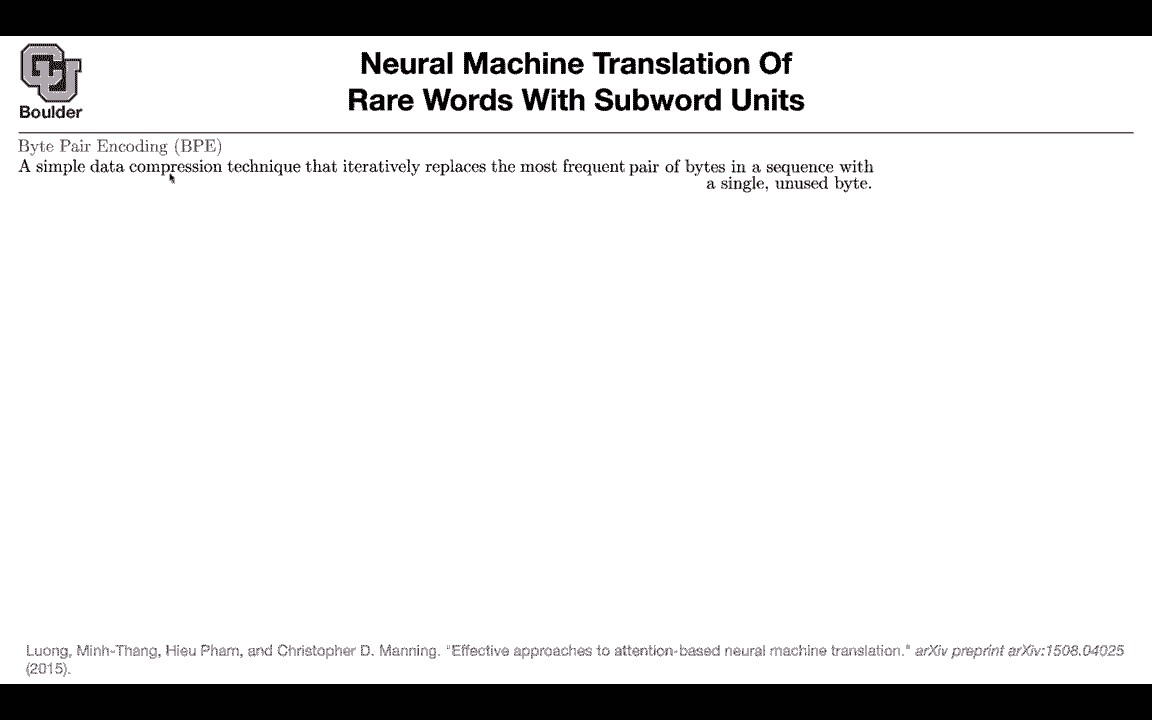 Boulder
Neural Machine Translation Of
Rare Words With Subword Units
Byte Pair Encoding (BPE)
A simple data compression technique that iteratively replaces the most frequent pair of bytes in a sequence with
a single, unused byte.
Luong, Minh-Thang, Hieu Pham, and Christopher D. Manning. "Effective approaches to attention-based neural machine translation." arXiv preprint arXiv:1508.04025
(2015).